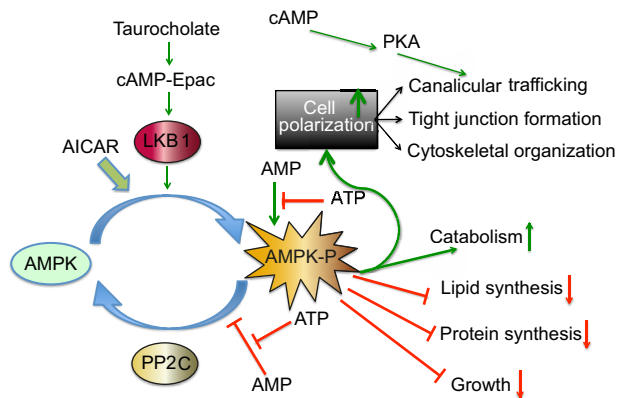 cAMP
Taurocholate
PKA
cAMP-Epac
Canalicular trafficking
Cell
polarization
Tight junction formation
LKB1
AICAR
Cytoskeletal organization
AMP
ATP
Catabolism
AMPK
AMPK-P
Lipid synthesis
ATP
Protein synthesis
PP2C
AMP
Growth